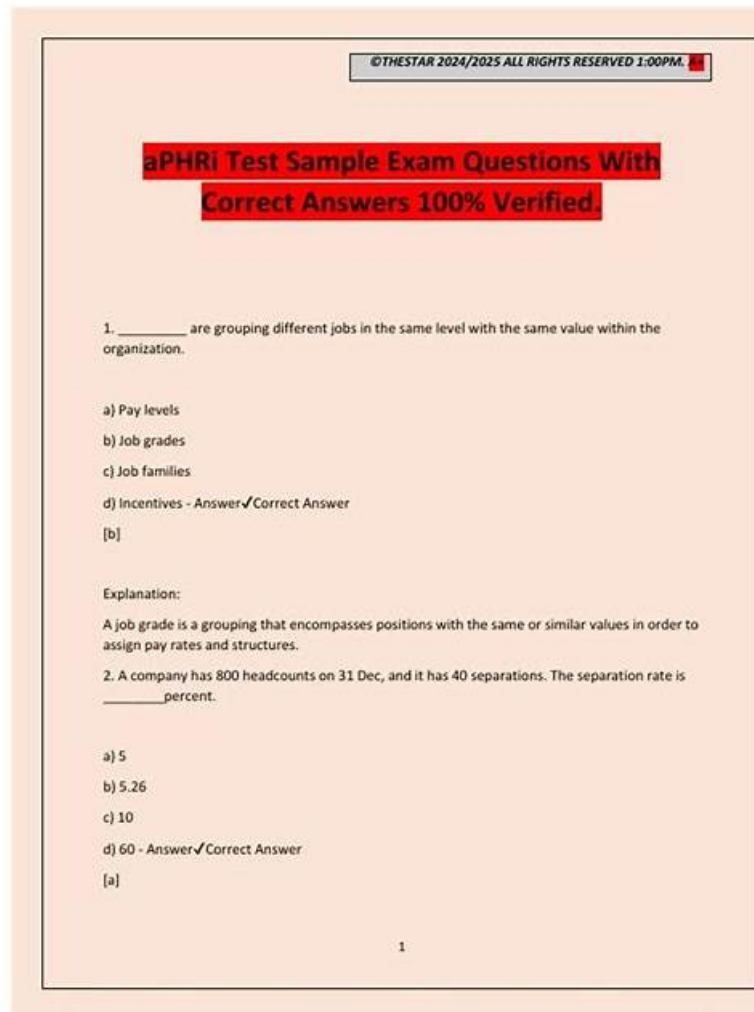 ©THESTAR 2024/2025 ALL RIGHTS RESERVED 1:00PM. A+
aPHRi Test Sample Exam Questions With
Correct Answers 100% Verified.
1. _________ are grouping different jobs in the same level with the same value within the
organization.
a) Pay levels
b) Job grades
c) Job families
d) Incentives - Answer✓Correct Answer
[b]
Explanation:
A job grade is a grouping that encompasses positions with the same or similar values in order to
assign pay rates and structures.
2. A company has 800 headcounts on 31 Dec, and it has 40 separations. The separation rate is
________percent.
a) 5
b) 5.26
c) 10
d) 60 - Answer✓Correct Answer
[a]
1